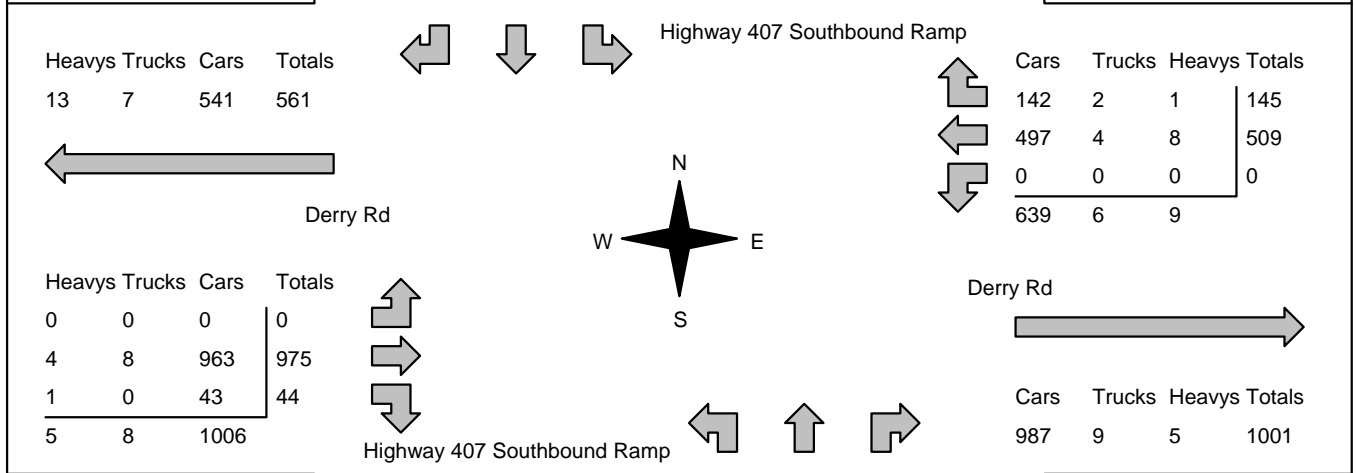 Highway 407 Southbound Ramp
Heavys Trucks Cars Totals
13 7 541 561
Cars Trucks Heavys Totals
142 2 1 145
497 4 8 509
0 0 0 0
639 6 9
Derry Rd
N
W E
S
Heavys Trucks Cars Totals
0 0 0 0
4 8 963 975
1 0 43 44
5 8 1006
Derry Rd
Highway 407 Southbound Ramp
Cars Trucks Heavys Totals
987 9 5 1001